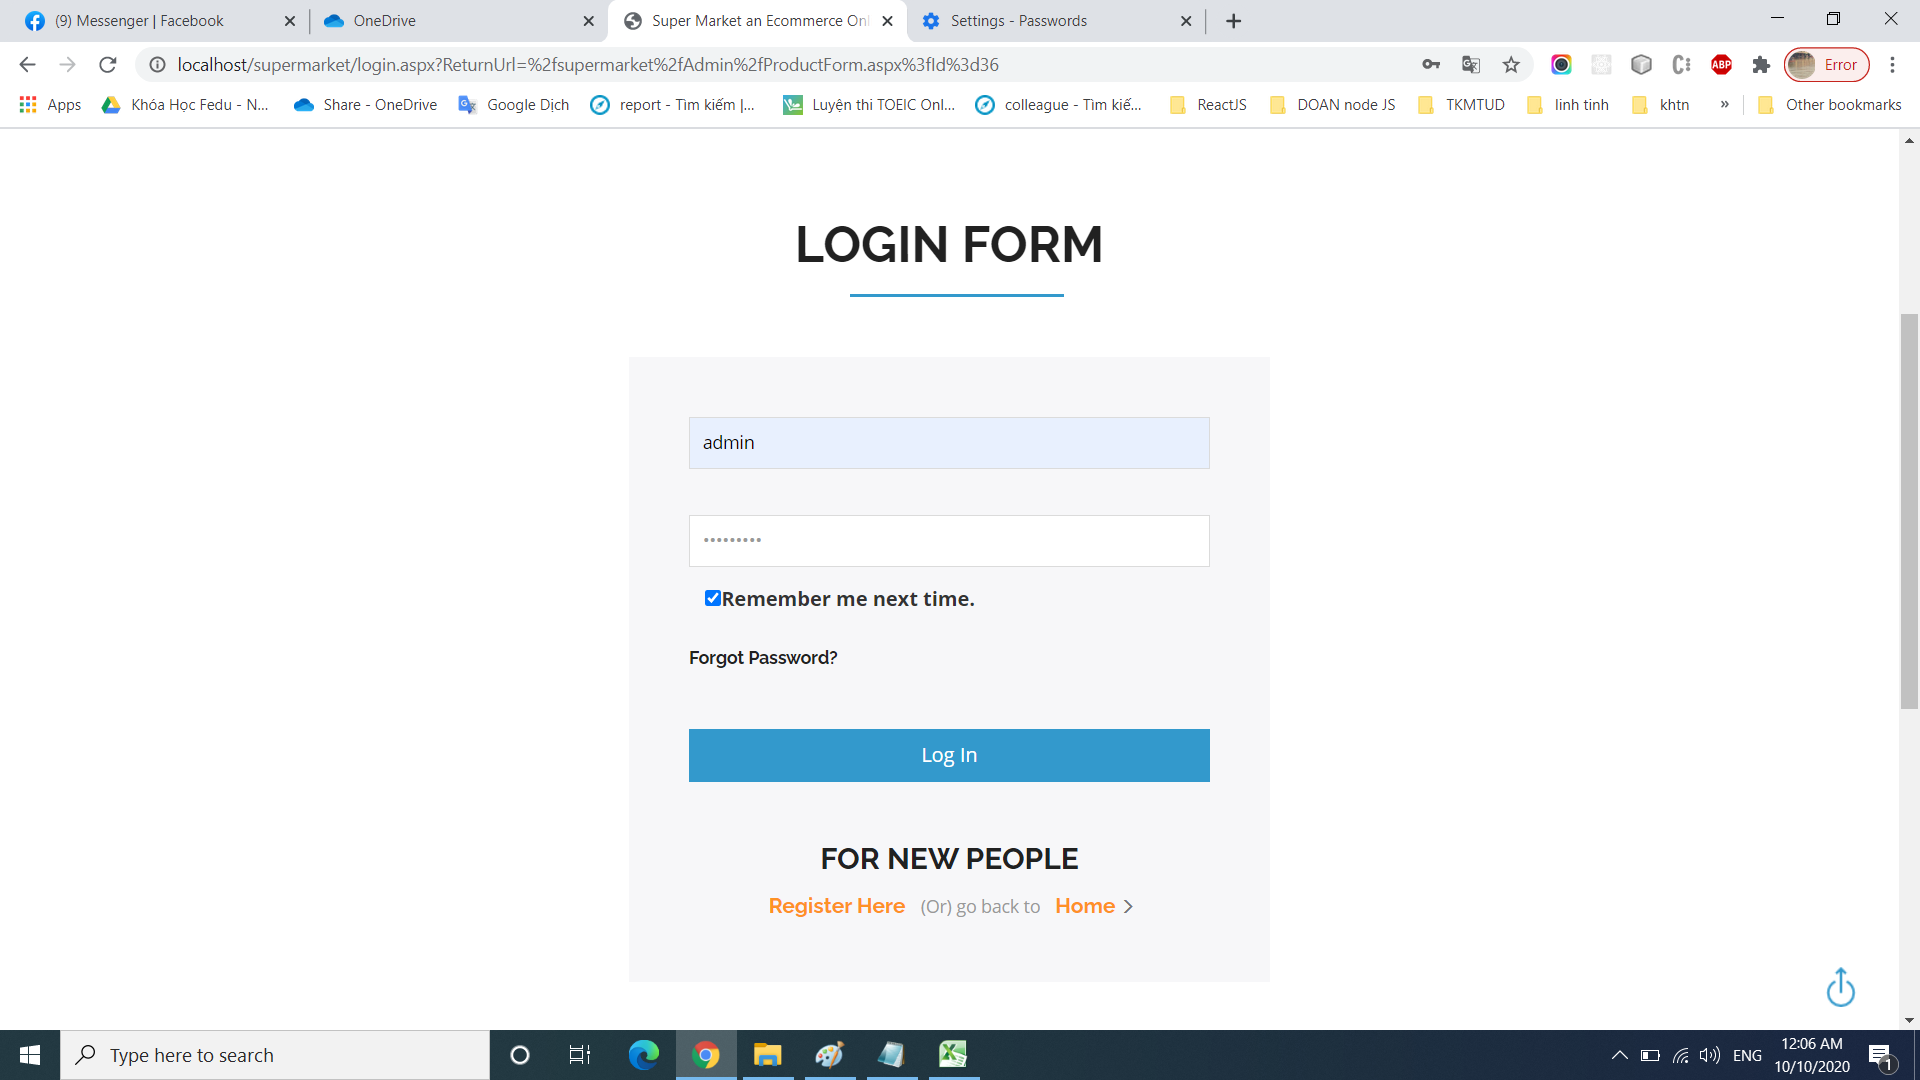 (9) Messenger | Facebook
OneDrive
Super Market an Ecommerce Onl
Settings - Passwords
localhost/supermarket/login.aspx?ReturnUrl=%2fsupermarket%2fAdmin%2fProductForm.aspx%3fId%3d36
ABP
Error
Apps
Khóa Học Fedu - N...
Share - OneDrive
Google Dịch
report - Tìm kiếm |...
Luyện thi TOEIC Onl...
colleague - Tìm kiế...
ReactJS
DOAN node JS
TKMTUD
linh tinh
khtn
»
Other bookmarks
LOGIN FORM
admin
•••••••••
Remember me next time.
Forgot Password?
Log In
FOR NEW PEOPLE
Register Here (Or) go back to Home >
Type here to search
ENG
12:06 AM
10/10/2020
1